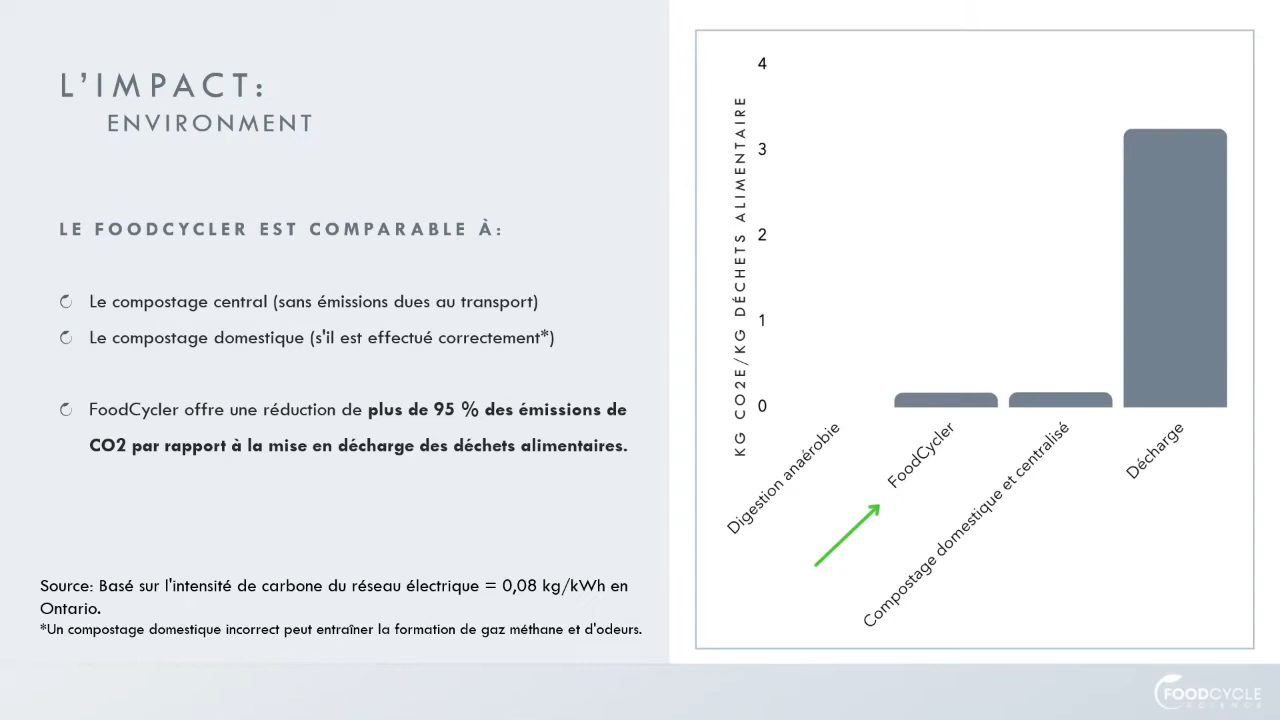 L'IMPACT:
ENVIRONMENT
LE FOODCYCLER EST COMPARABLE À:
Le compostage central (sans émissions dues au transport)
Le compostage domestique (s'il est effectué correctement*)
FoodCycler offre une réduction de plus de 95 % des émissions de
CO2 par rapport à la mise en décharge des déchets alimentaires.
Source: Basé sur l'intensité de carbone du réseau électrique = 0,08 kg/kWh en
Ontario.
*Un compostage domestique incorrect peut entraîner la formation de gaz méthane et d'odeurs.
KG CO2E/KG DÉCHETS ALIMENTAIRE
4
3
2
1
0
Digestion anaérobie
FoodCycler
Compostage domestique et centralisé
Décharge
FOODCYCLE
SCIENCE